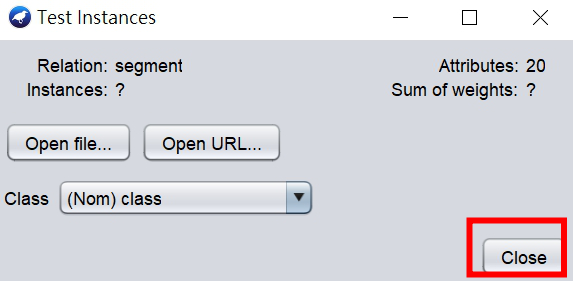 Test Instances
Relation: segment Attributes: 20
Instances: ? Sum of weights: ?
Open file... Open URL...
Class (Nom) class
Close